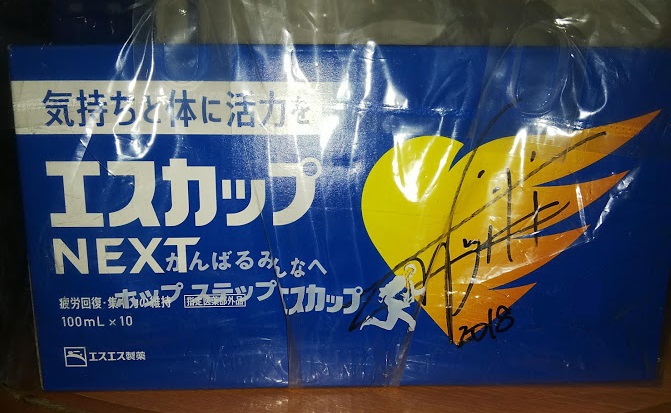 気持ちと体に活力を
エスカップ
NEXT
がんばるみんなへ
ホップ ステップ エスカップ
疲労回復・集中力の維持 指定医薬部外品
100mL×10
エスエス製薬
2018